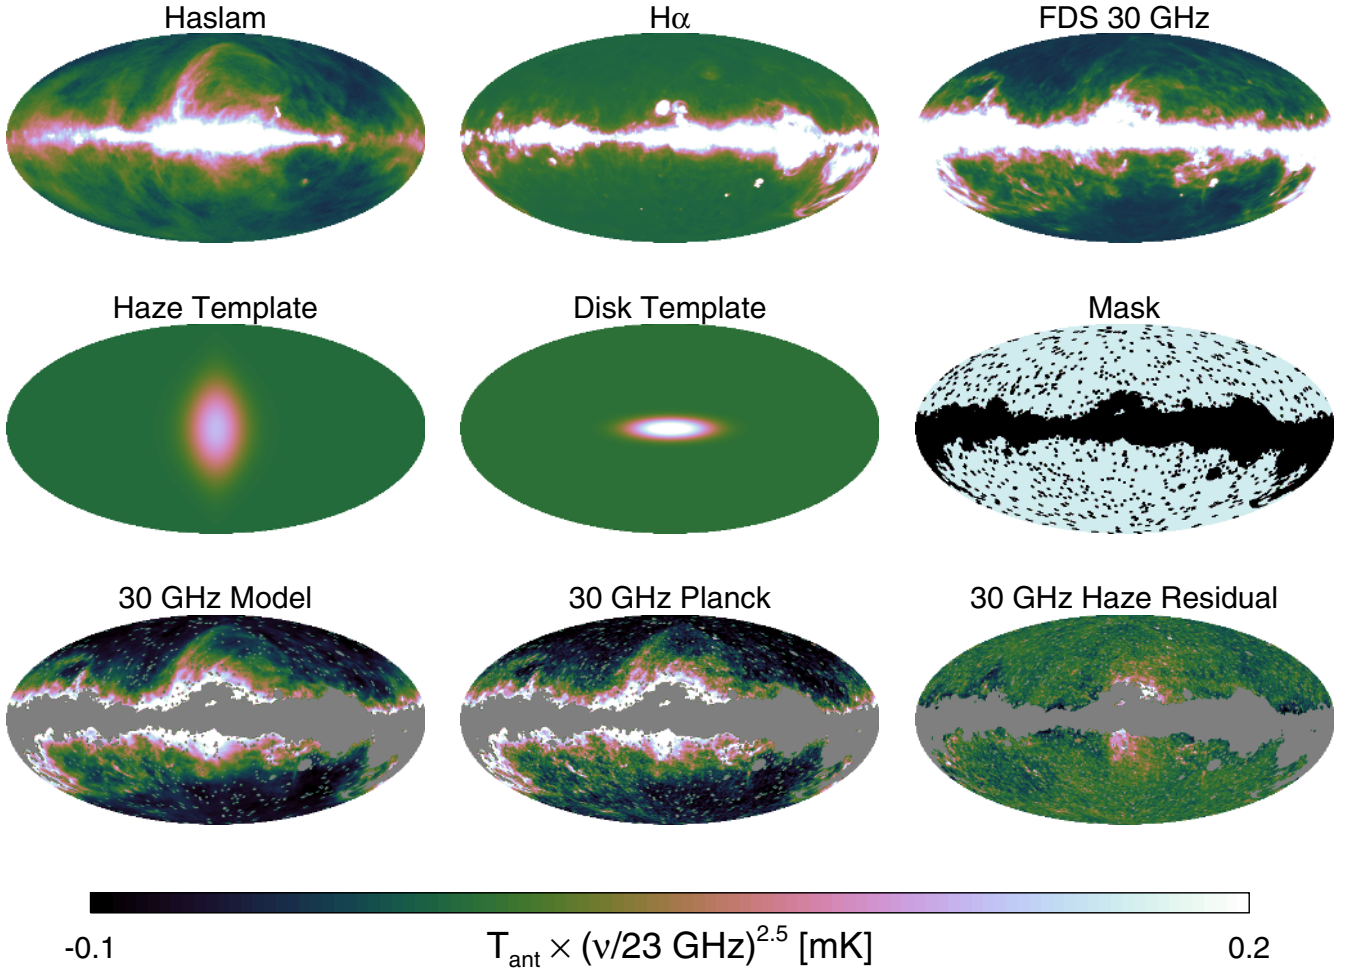 Haslam
Hα
FDS 30 GHz
Haze Template
Disk Template
Mask
30 GHz Model
30 GHz Planck
30 GHz Haze Residual
-0.1
T_ant × (ν/23 GHz)^2.5 [mK]
0.2